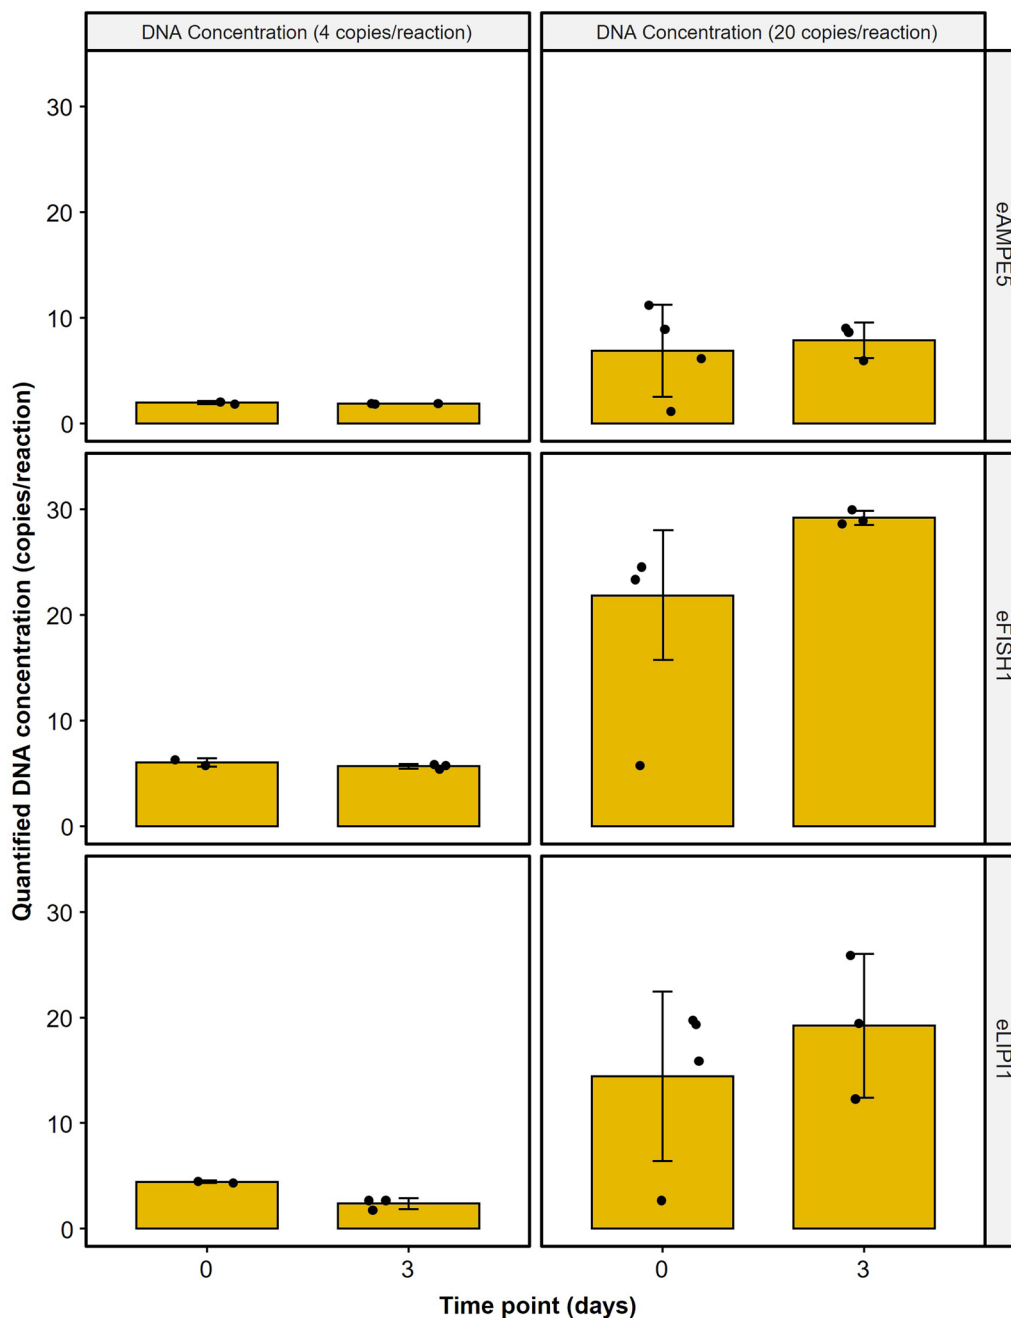 DNA Concentration (4 copies/reaction)
DNA Concentration (20 copies/reaction)
Quantified DNA concentration (copies/reaction)
30
20
10
0
eAMPE5
30
20
10
0
eFISH1
30
20
10
0
eLIPI1
0
3
0
3
Time point (days)